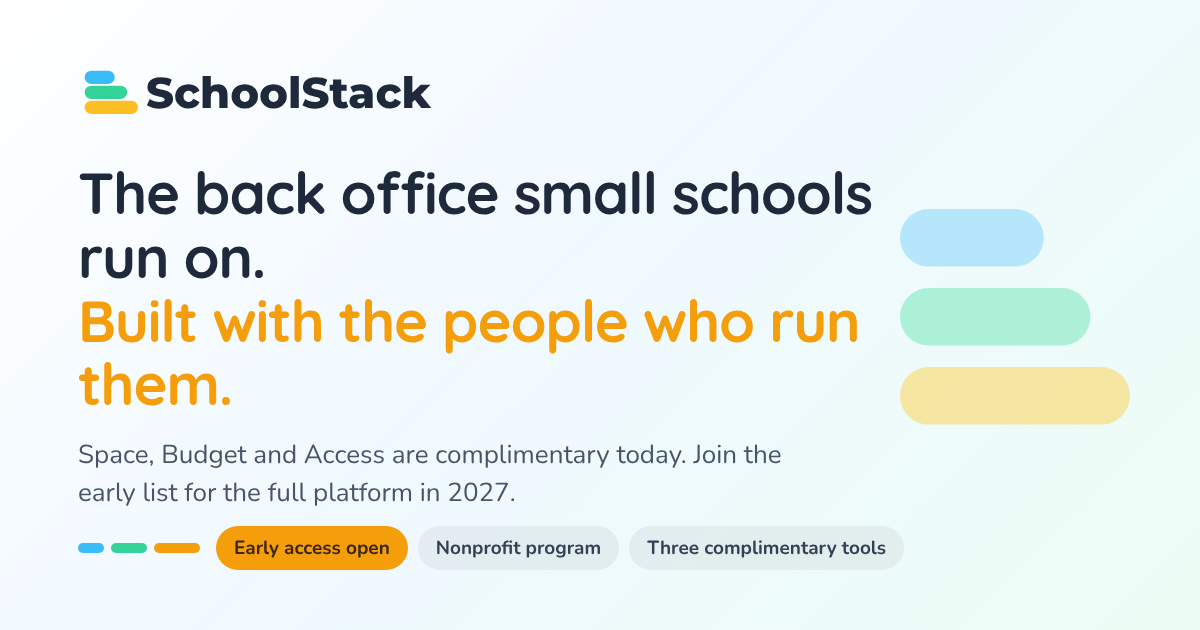 SchoolStack
The back office small schools
run on.
Built with the people who run
them.
Space, Budget and Access are complimentary today. Join the
early list for the full platform in 2027.
Early access open
Nonprofit program
Three complimentary tools